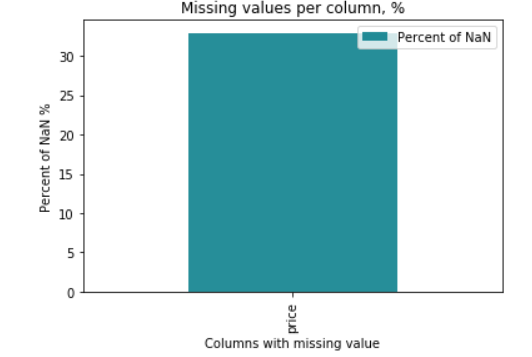 Missing values per column, %
Percent of NaN
30
25
20
15
10
5
0
Percent of NaN %
price
Columns with missing value